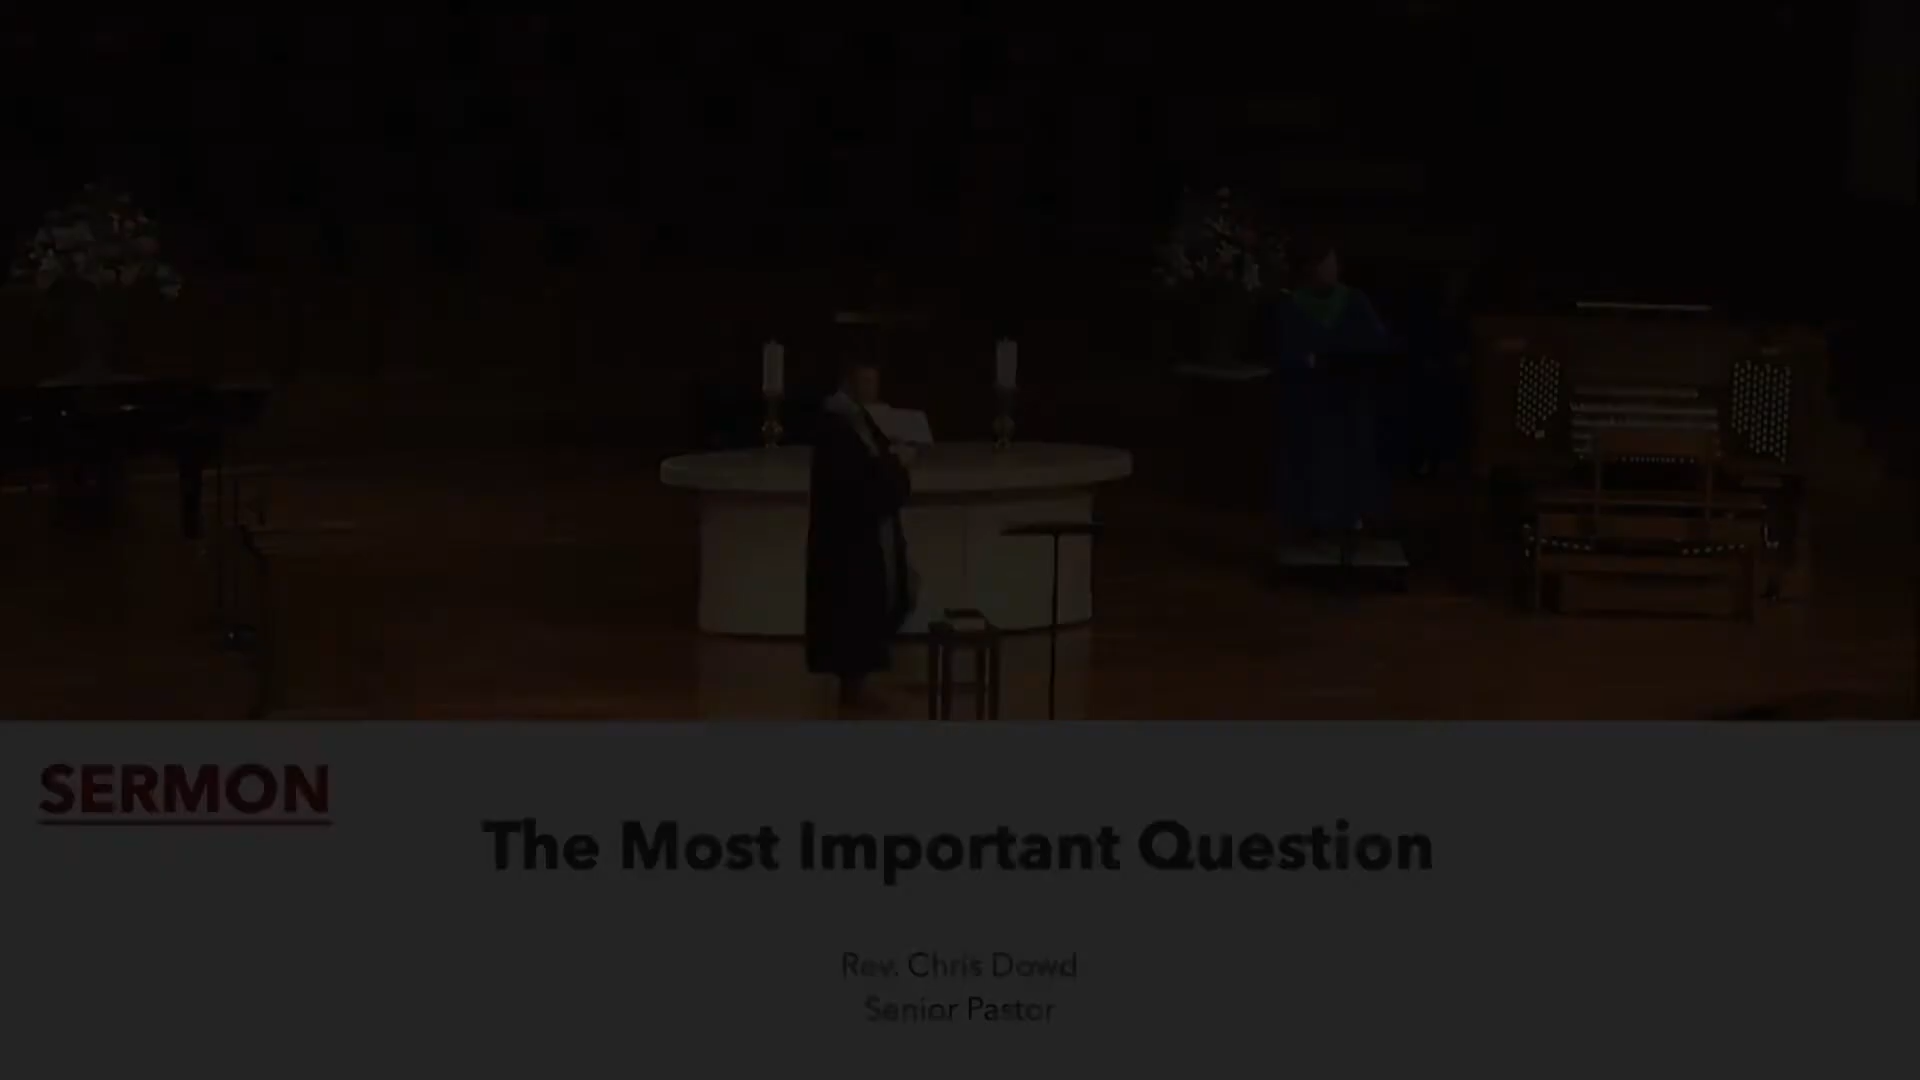 SERMON
The Most Important Question
Rev. Chris Dowd
Senior Pastor